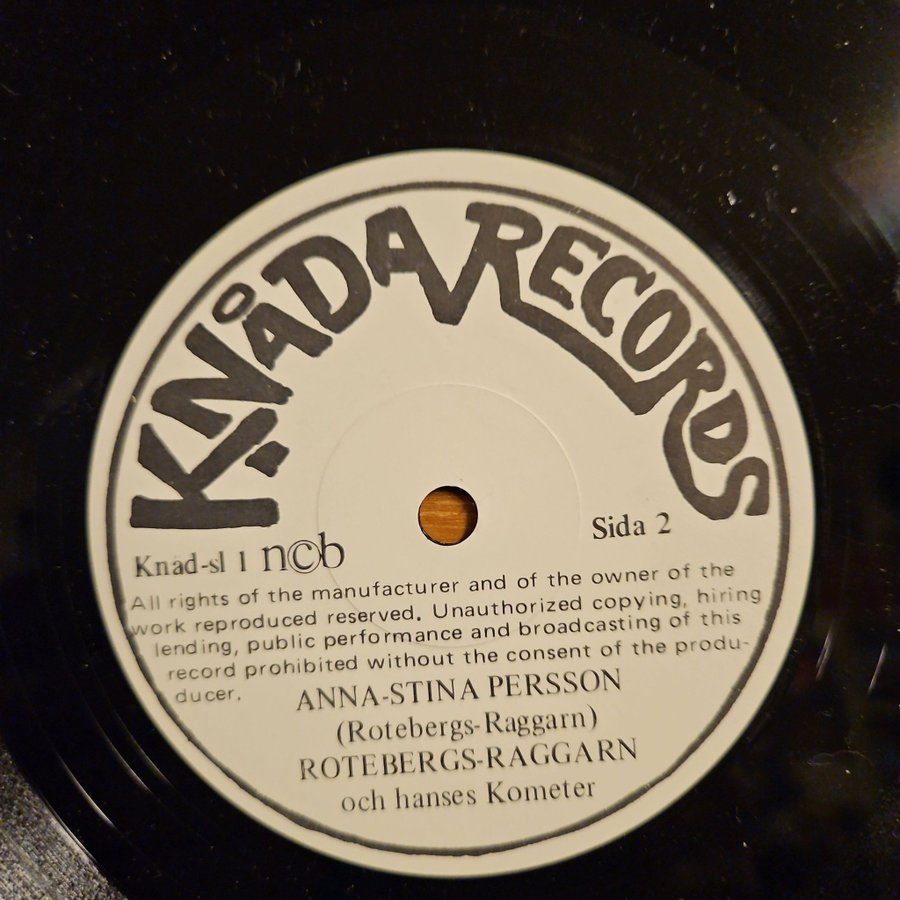 KNÅDA RECORDS
Sida 2
Knäd-sl 1 n©b
All rights of the manufacturer and of the owner of the
work reproduced reserved. Unauthorized copying, hiring
lending, public performance and broadcasting of this
record prohibited without the consent of the produ-
ducer.
ANNA-STINA PERSSON
(Rotebergs-Raggarn)
ROTEBERGS-RAGGARN
och hanses Kometer